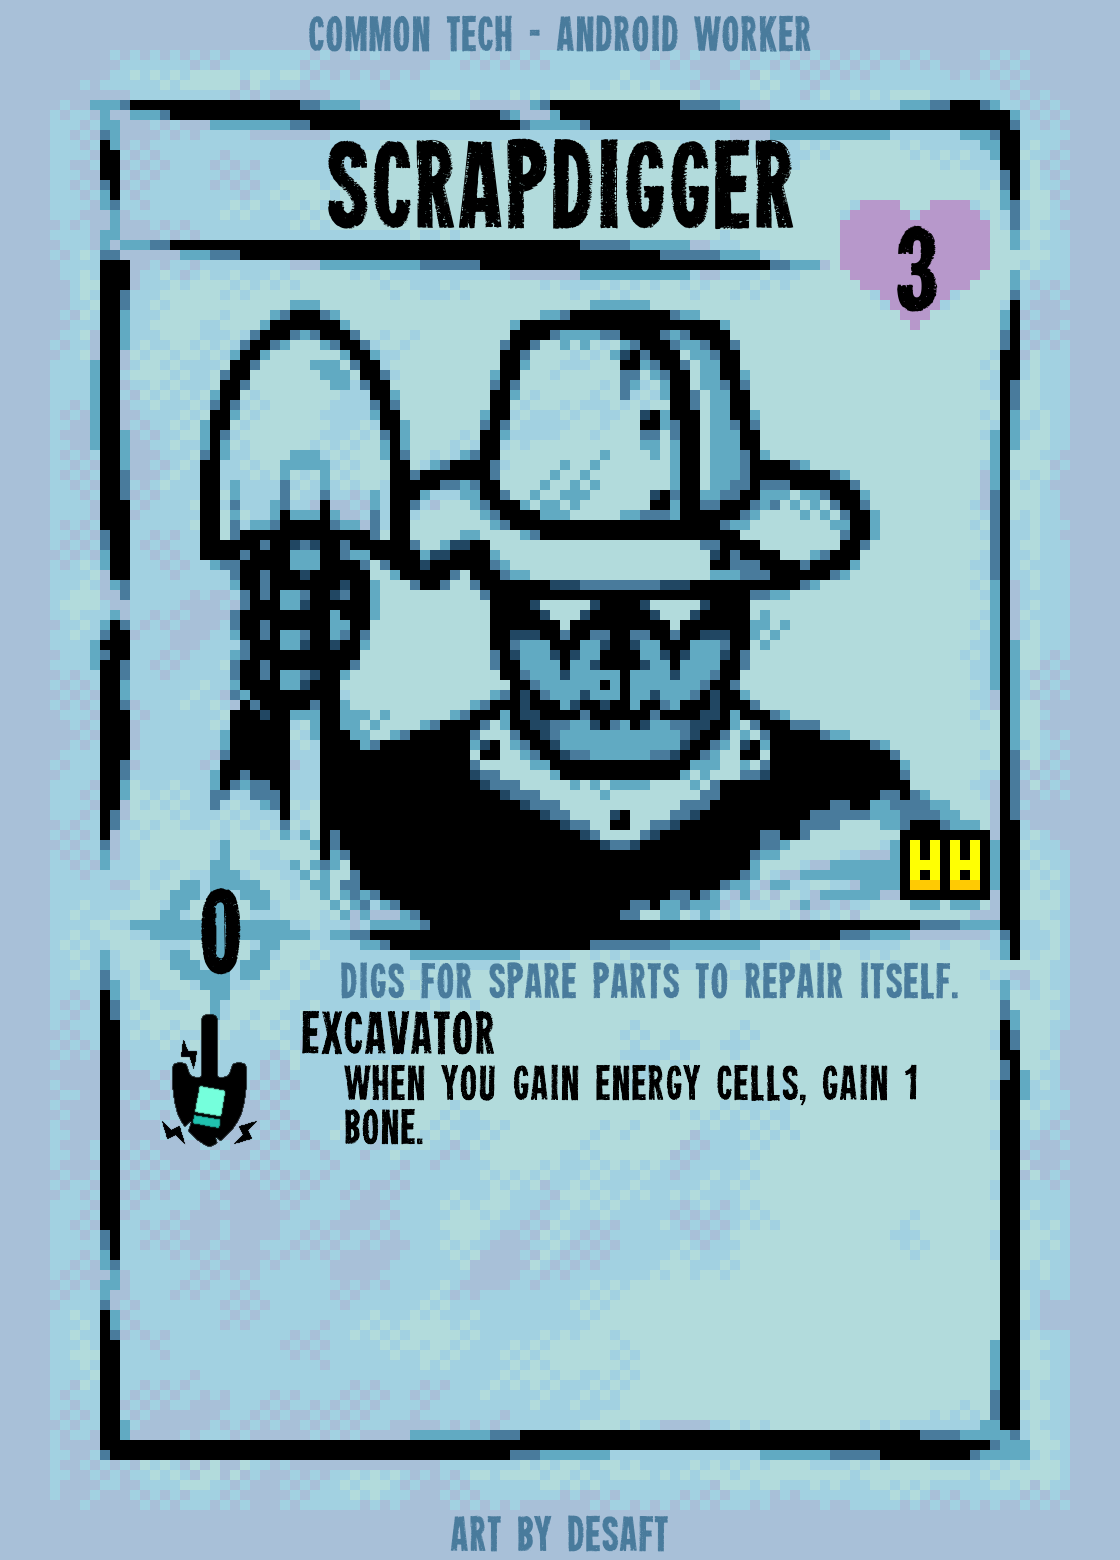 COMMON TECH - ANDROID WORKER
SCRAPDIGGER
3
0
DIGS FOR SPARE PARTS TO REPAIR ITSELF.
EXCAVATOR
WHEN YOU GAIN ENERGY CELLS, GAIN 1
BONE.
ART BY DESAFT